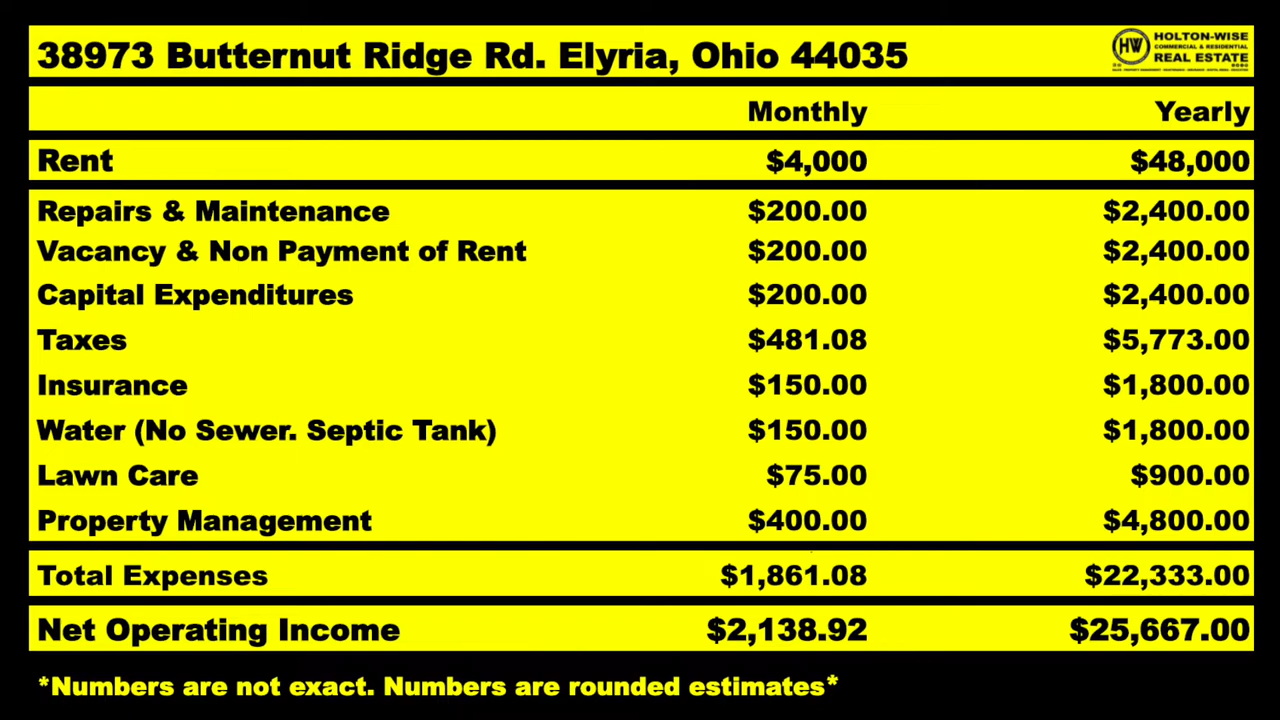 38973 Butternut Ridge Rd. Elyria, Ohio 44035
HW
HOLTON-WISE
COMMERCIAL & RESIDENTIAL
REAL ESTATE
Monthly Yearly
Rent $4,000 $48,000
Repairs & Maintenance $200.00 $2,400.00
Vacancy & Non Payment of Rent $200.00 $2,400.00
Capital Expenditures $200.00 $2,400.00
Taxes $481.08 $5,773.00
Insurance $150.00 $1,800.00
Water (No Sewer. Septic Tank) $150.00 $1,800.00
Lawn Care $75.00 $900.00
Property Management $400.00 $4,800.00
Total Expenses $1,861.08 $22,333.00
Net Operating Income $2,138.92 $25,667.00
*Numbers are not exact. Numbers are rounded estimates*